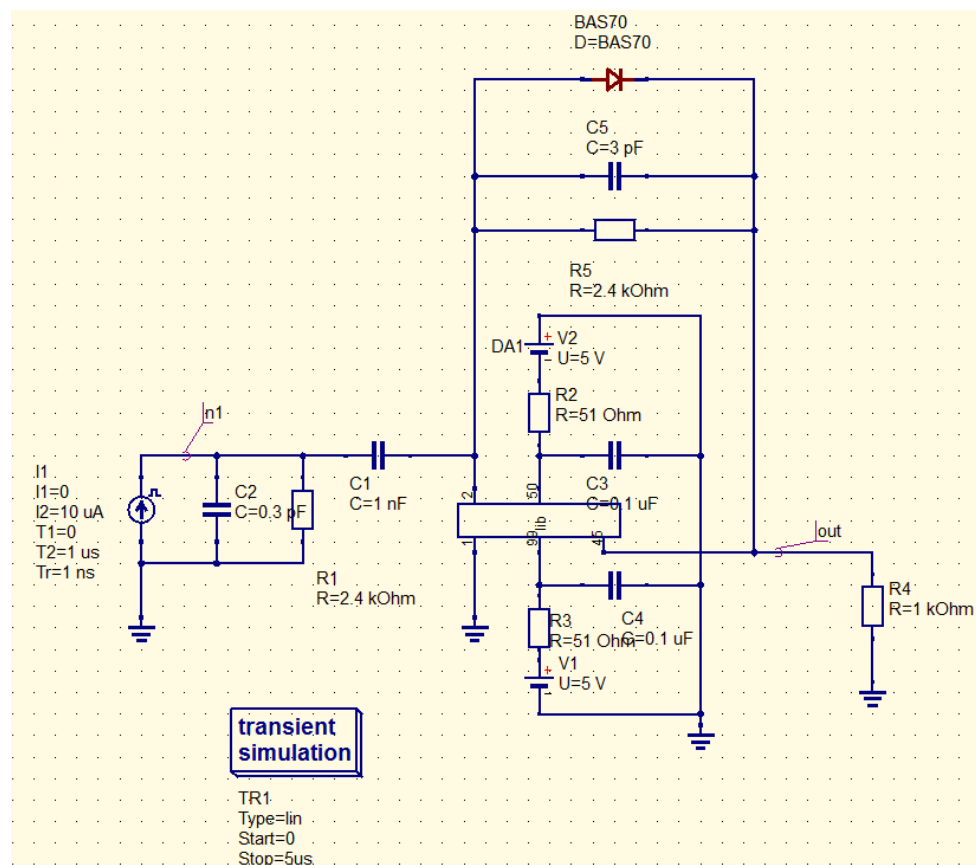 BAS70
D=BAS70
C5
C=3 pF
R5
R=2.4 kOhm
DA1
V2
U=5 V
R2
R=51 Ohm
in1
I1
I1=0
I2=10 uA
T1=0
T2=1 us
Tr=1 ns
C2
C=0.3 pF
R1
R=2.4 kOhm
C1
C=1 nF
C3
C=0.1 uF
2
50
lib
1
99
45
out
R4
R=1 kOhm
R3
R=51 Ohm
C4
C=0.1 uF
V1
U=5 V
transient
simulation
TR1
Type=lin
Start=0
Stop=5us